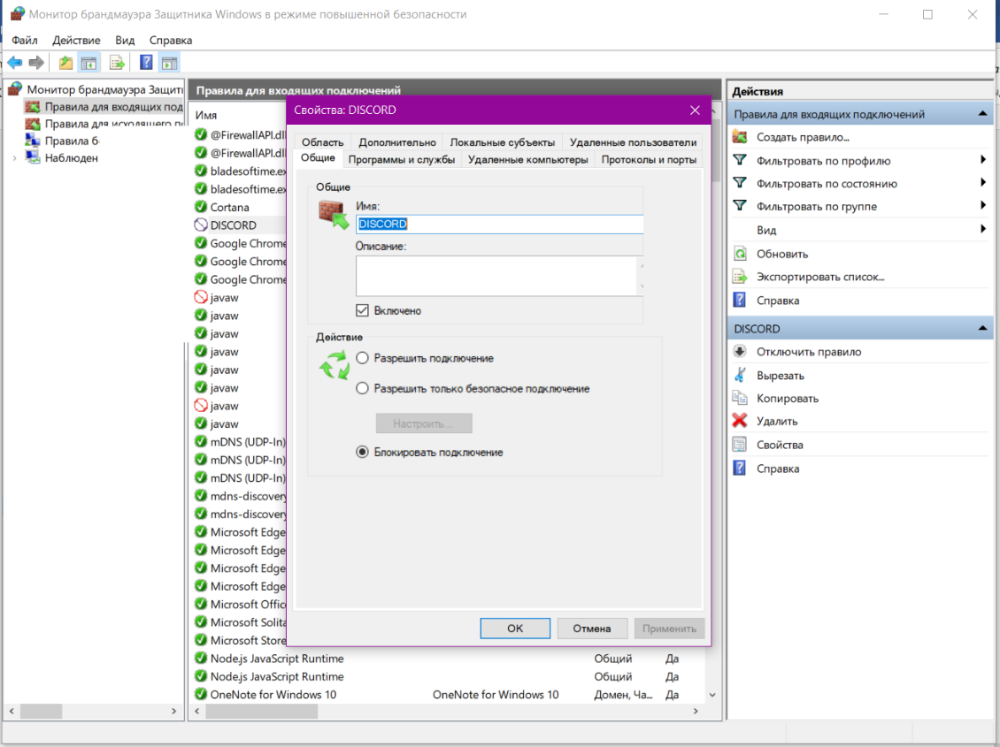 Монитор брандмауэра Защитника Windows в режиме повышенной безопасности
Файл Действие Вид Справка
Монитор брандмауэра Защит
Правила для входящих под
Правила для исходящего п
Правила б
Наблюден
Правила для входящих подключений
Имя
@FirewallAPI.dll
@FirewallAPI.dll
bladesoftime.ex
bladesoftime.ex
Cortana
DISCORD
Google Chrome
Google Chrome
Google Chrome
javaw
javaw
javaw
javaw
javaw
javaw
javaw
javaw
mDNS (UDP-In)
mDNS (UDP-In)
mDNS (UDP-In)
mdns-discovery
mdns-discovery
Microsoft Edge
Microsoft Edge
Microsoft Edge
Microsoft Edge
Microsoft Offic
Microsoft Solita
Microsoft Store
Node.js JavaScript Runtime Общий Да
Node.js JavaScript Runtime Общий Да
OneNote for Windows 10 OneNote for Windows 10 Домен, Ча... Да
Свойства: DISCORD
Область Дополнительно Локальные субъекты Удаленные пользователи
Общие Программы и службы Удаленные компьютеры Протоколы и порты
Общие
Имя:
DISCORD
Описание:
Включено
Действие
Разрешить подключение
Разрешить только безопасное подключение
Настроить...
Блокировать подключение
ОК Отмена Применить
Действия
Правила для входящих подключений
Создать правило...
Фильтровать по профилю
Фильтровать по состоянию
Фильтровать по группе
Вид
Обновить
Экспортировать список...
Справка
DISCORD
Отключить правило
Вырезать
Копировать
Удалить
Свойства
Справка